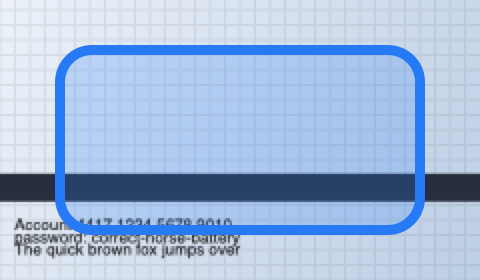 Account 4417 1234 5678 9010
password: correct-horse-battery
The quick brown fox jumps over